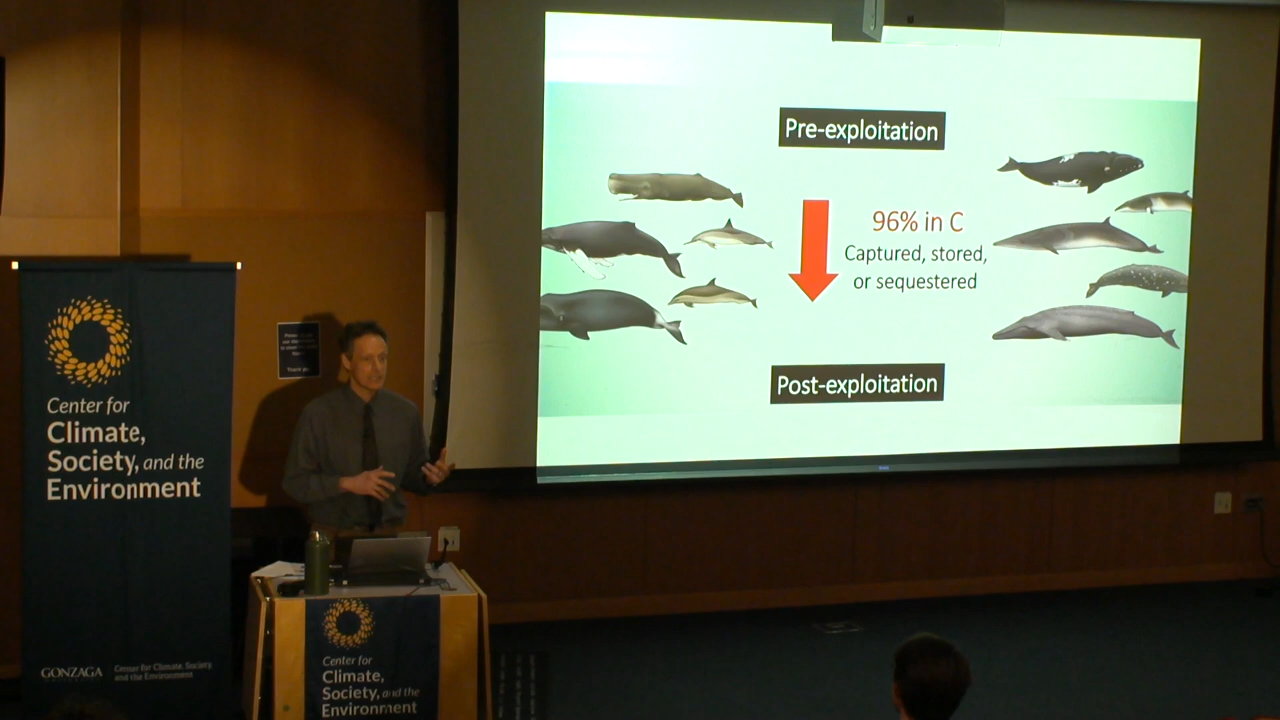 Pre-exploitation
96% in C
Captured, stored,
or sequestered
Post-exploitation
Center for
Climate,
Society, and the
Environment
GONZAGA
Center for Climate, Society,
and the Environment
Center for
Climate,
Society, and the
Environment